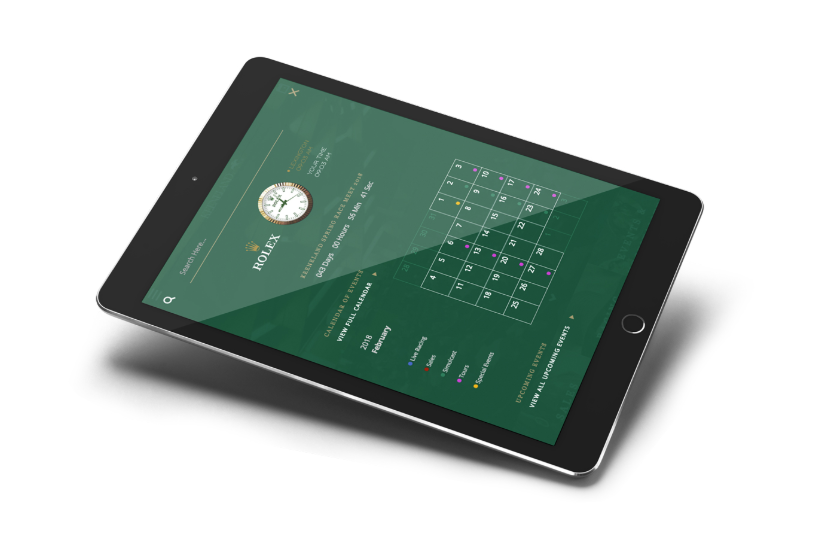 Search Here...
ROLEX
YOUR TIME
09:03 AM
KEENELAND SPRING RACE MEET 2018
043 Days 00 Hours 56 Min 41 Sec
CALENDAR OF EVENTS
VIEW FULL CALENDAR
2018
February
1 2 3
4 5 6 7 8 9 10
11 12 13 14 15 16 17
18 19 20 21 22 23 24
25 26 27 28
Live Racing
Sales
Simulcast
Tours
Special Events
UPCOMING EVENTS
VIEW ALL UPCOMING EVENTS